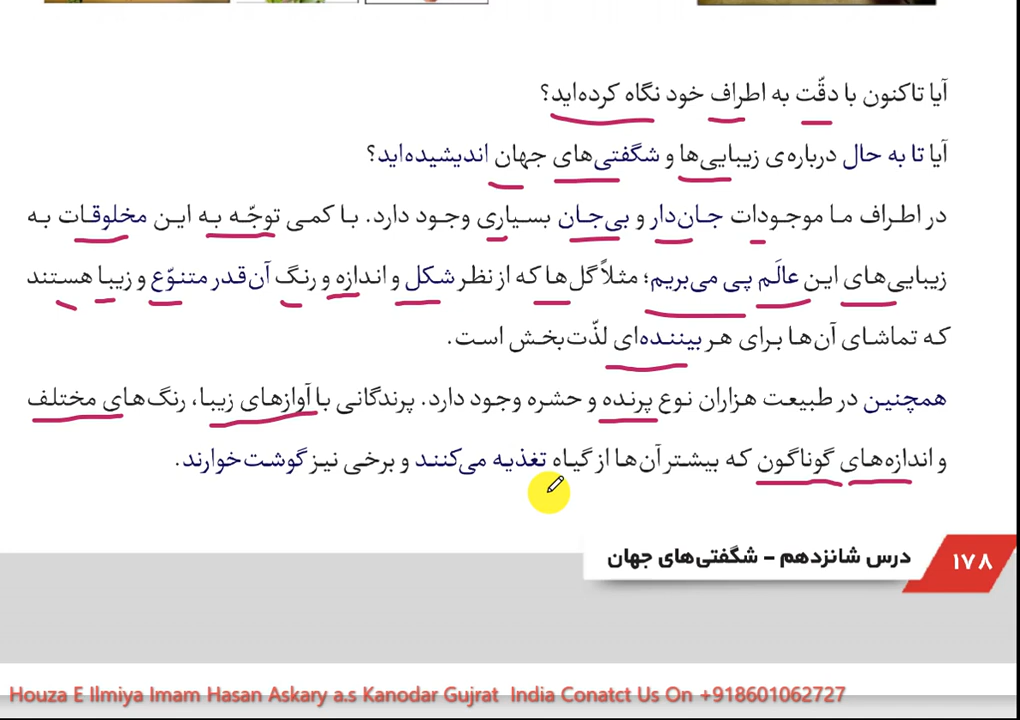 آیا تاکنون با دقّت به اطراف خود نگاه کرده‌اید؟
آیا تا به حال درباره‌ی زیبایی‌ها و شگفتی‌های جهان اندیشیده‌اید؟
در اطراف ما موجودات جان‌دار و بی‌جان بسیاری وجود دارد. با کمی توجّه به این مخلوقات به
زیبایی‌های این عالَم پی می‌بریم؛ مثلاً گل‌ها که از نظر شکل و اندازه و رنگ آن‌قدر متنوّع و زیبا هستند
که تماشای آن‌ها برای هر بیننده‌ای لذّت‌بخش است.
همچنین در طبیعت هزاران نوع پرنده و حشره وجود دارد. پرندگانی با آوازهای زیبا، رنگ‌های مختلف
و اندازه‌های گوناگون که بیشتر آن‌ها از گیاه تغذیه می‌کنند و برخی نیز گوشت‌خوارند.
۱۷۸ درس شانزدهم – شگفتی‌های جهان
Houza E Ilmiya Imam Hasan Askary a.s Kanodar Gujrat India Conatct Us On +918601062727